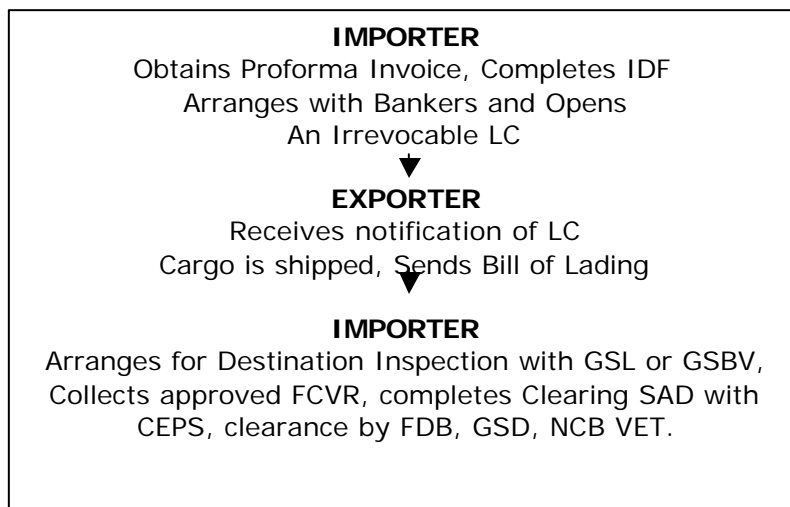 IMPORTER
Obtains Proforma Invoice, Completes IDF
Arranges with Bankers and Opens
An Irrevocable LC
EXPORTER
Receives notification of LC
Cargo is shipped, Sends Bill of Lading
IMPORTER
Arranges for Destination Inspection with GSL or GSBV,
Collects approved FCVR, completes Clearing SAD with
CEPS, clearance by FDB, GSD, NCB VET.